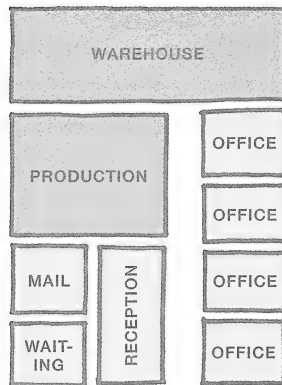 WAREHOUSE
PRODUCTION
OFFICE
OFFICE
MAIL
RECEPTION
OFFICE
WAIT-
ING
OFFICE